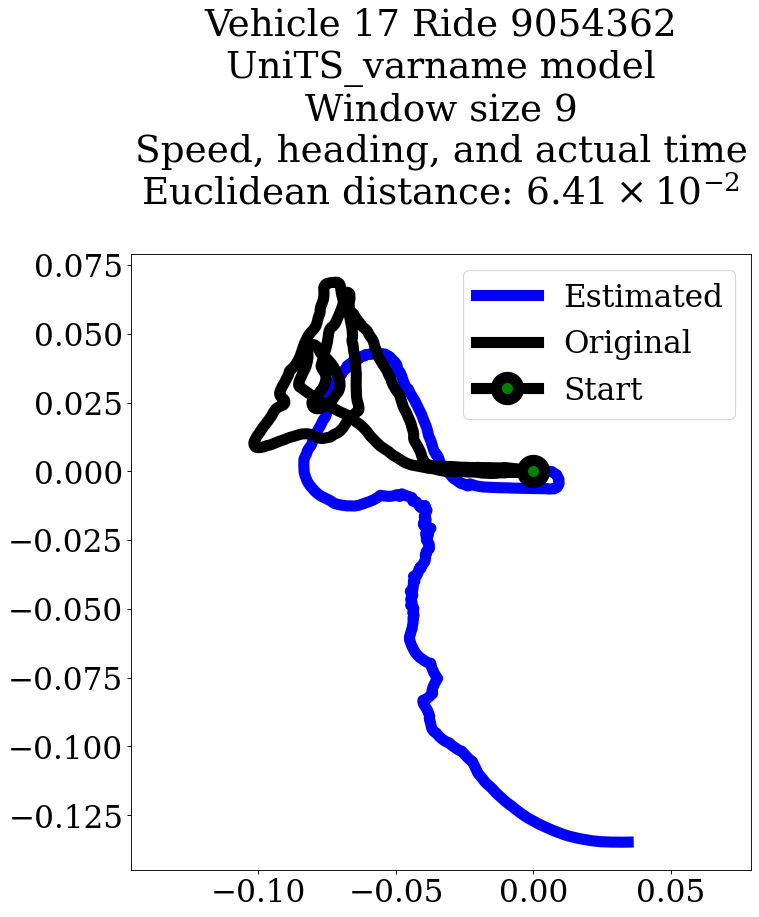 Vehicle 17 Ride 9054362
UniTS_varname model
Window size 9
Speed, heading, and actual time
Euclidean distance: 6.41 × 10⁻²
Estimated
Original
Start
0.075
0.050
0.025
0.000
−0.025
−0.050
−0.075
−0.100
−0.125
−0.10
−0.05
0.00
0.05